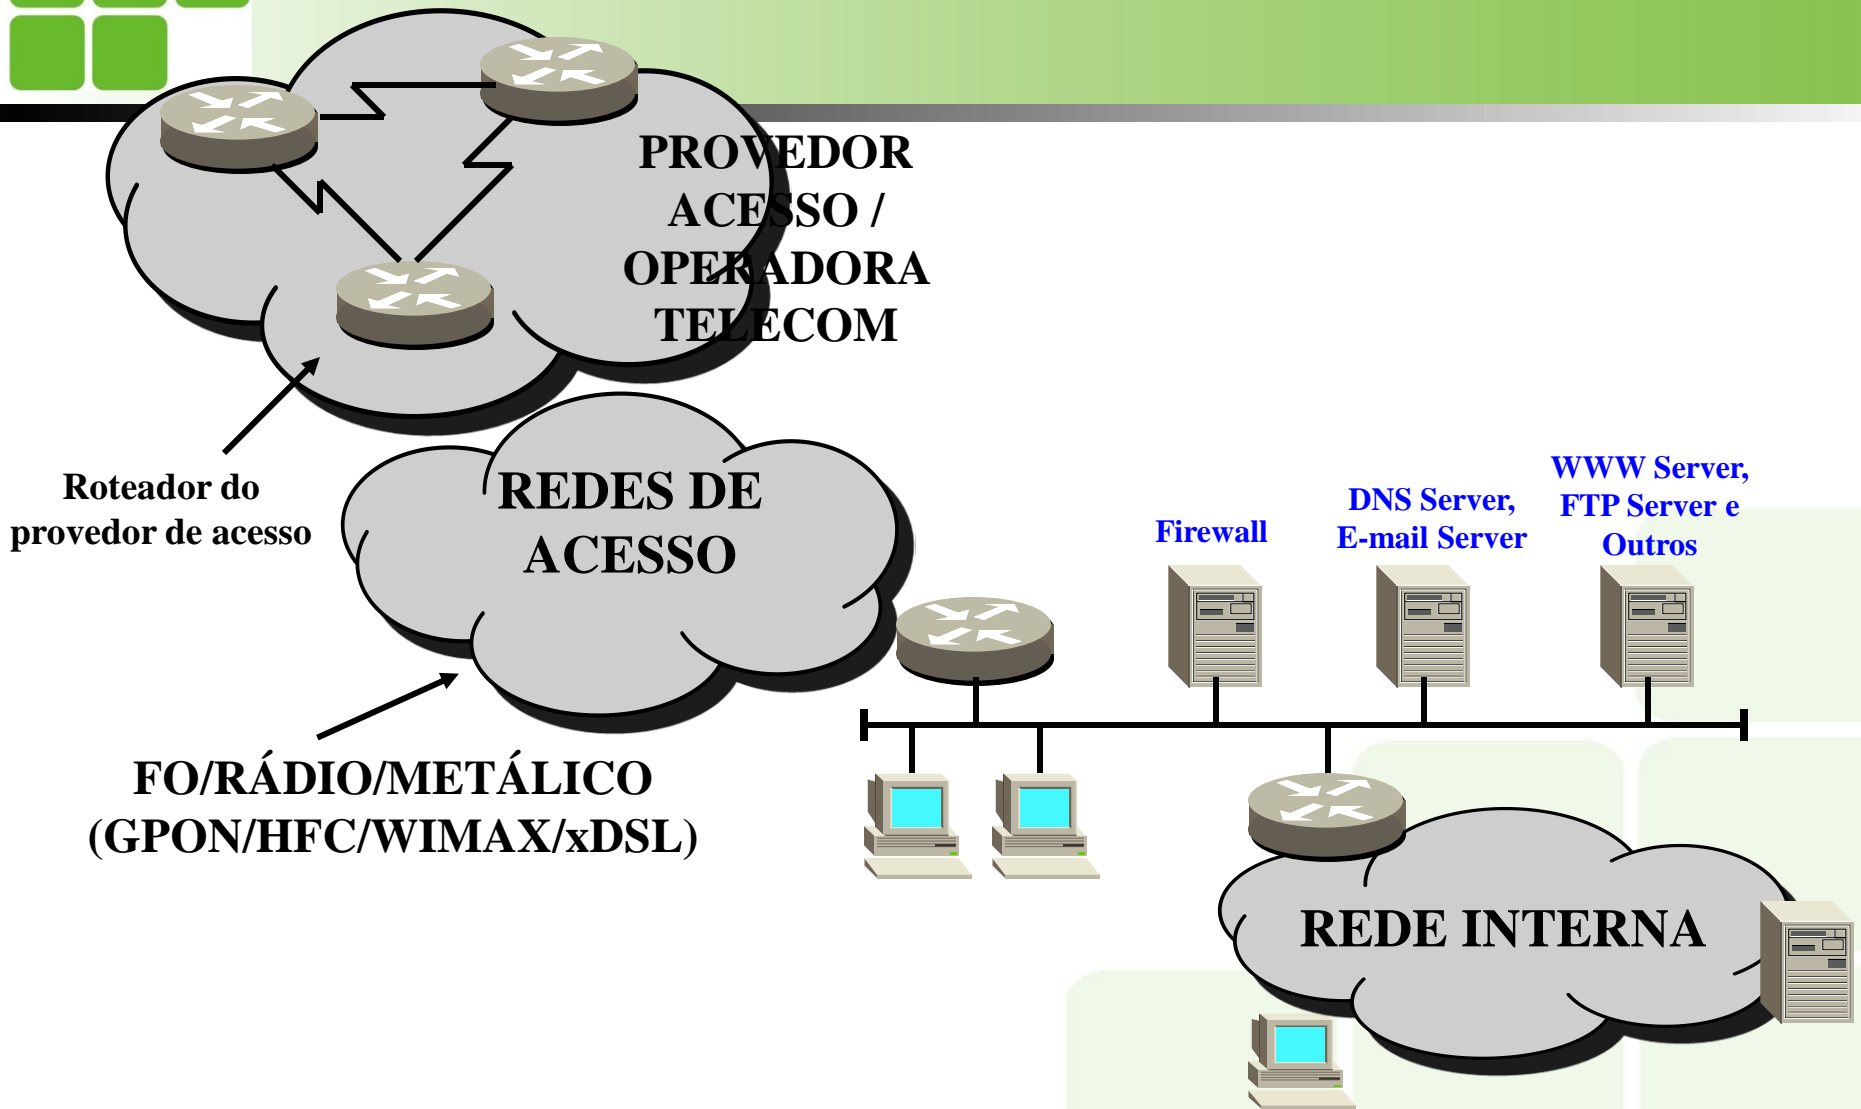 PROVEDOR
ACESSO /
OPERADORA
TELECOM
Roteador do
provedor de acesso
REDES DE
ACESSO
FO/RÁDIO/METÁLICO
(GPON/HFC/WIMAX/xDSL)
Firewall
DNS Server,
E-mail Server
WWW Server,
FTP Server e
Outros
REDE INTERNA